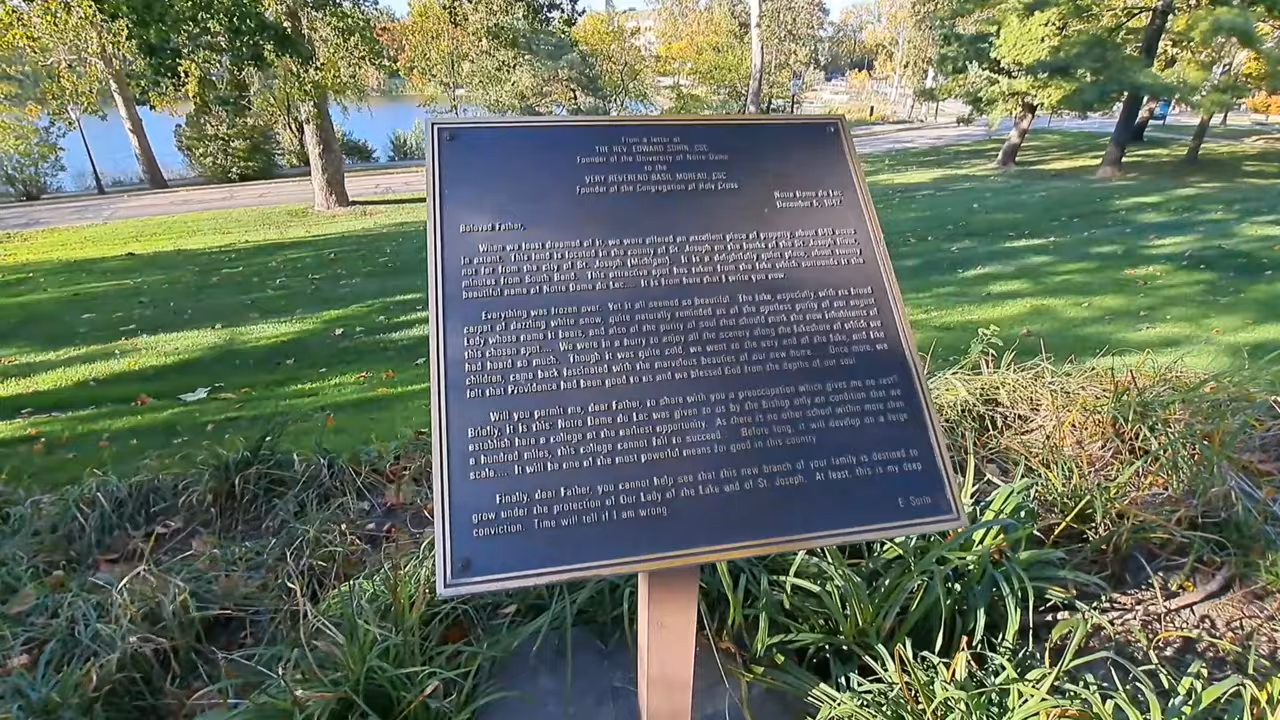 From a letter of
THE REV. EDWARD SORIN, CSC
Founder of the University of Notre Dame
to the
VERY REVEREND BASIL MOREAU, CSC
Founder of the Congregation of Holy Cross
Notre Dame du Lac
December 5, 1842
Beloved Father,
When we least dreamed of it, we were offered an excellent piece of property, about 640 acres
in extent. This land is located in the county of St. Joseph on the banks of the St. Joseph River,
not far from the city of St. Joseph (Michigan). It is a delightfully quiet place, about twenty
minutes from South Bend. This attractive spot has taken from the lake which surrounds it the
beautiful name of Notre Dame du Lac.... It is from here that I write you now.
Everything was frozen over. Yet it all seemed so beautiful. The lake, especially, with its broad
carpet of dazzling white snow, quite naturally reminded us of the spotless purity of our august
Lady whose name it bears, and also of the purity of soul that should mark the new inhabitants of
this chosen spot.... We were in a hurry to enjoy all the scenery along the lakeshore of which we
had heard so much. Though it was quite cold, we went to the very end of the lake, and like
children, came back fascinated with the marvelous beauties of our new home.... Once more, we
felt that Providence had been good to us and we blessed God from the depths of our soul
Will you permit me, dear Father, to share with you a preoccupation which gives me no rest?
Briefly, it is this: Notre Dame du Lac was given to us by the bishop only on condition that we
establish here a college at the earliest opportunity. As there is no other school within more than
a hundred miles, this college cannot fail to succeed.... Before long, it will develop on a large
scale.... It will be one of the most powerful means for good in this country
Finally, dear Father, you cannot help see that this new branch of your family is destined to
grow under the protection of Our Lady of the Lake and of St. Joseph. At least, this is my deep
conviction. Time will tell if I am wrong.
E. Sorin